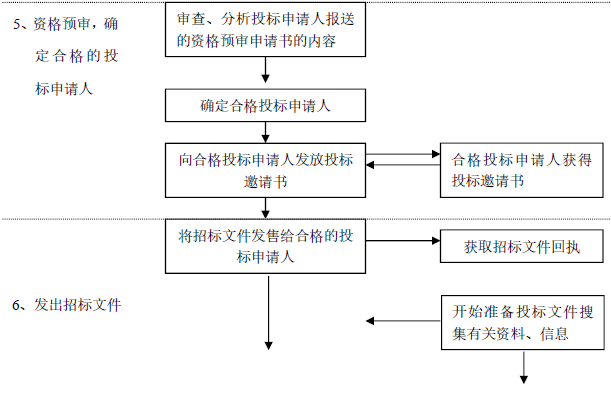 5、资格预审，确
定合格的投
标申请人
审查、分析投标申请人报送
的资格预审申请书的内容
确定合格投标申请人
向合格投标申请人发放投标
邀请书
合格投标申请人获得
投标邀请书
将招标文件发售给合格的投
标申请人
获取招标文件回执
6、发出招标文件
开始准备投标文件搜
集有关资料、信息